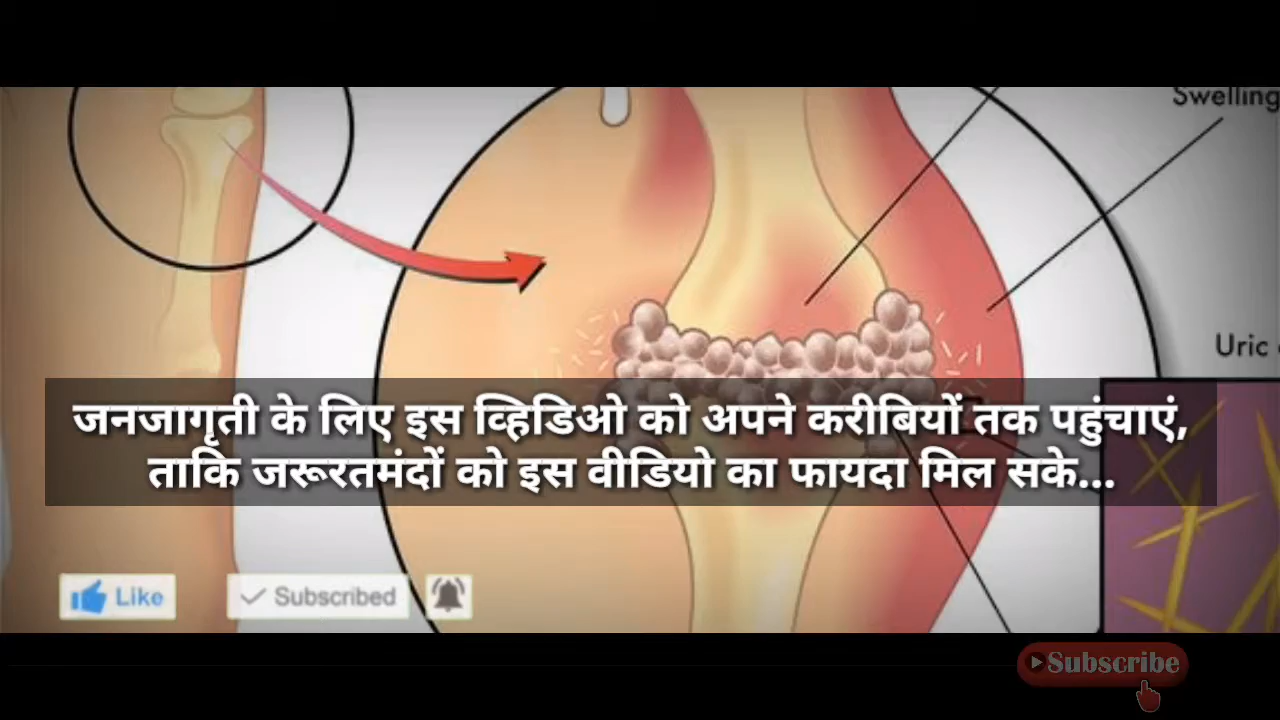 Swelling
Uric
जनजागृती के लिए इस व्हिडिओ को अपने करीबियों तक पहुंचाएं,
ताकि जरूरतमंदों को इस वीडियो का फायदा मिल सके...
Like
Subscribed
Subscribe